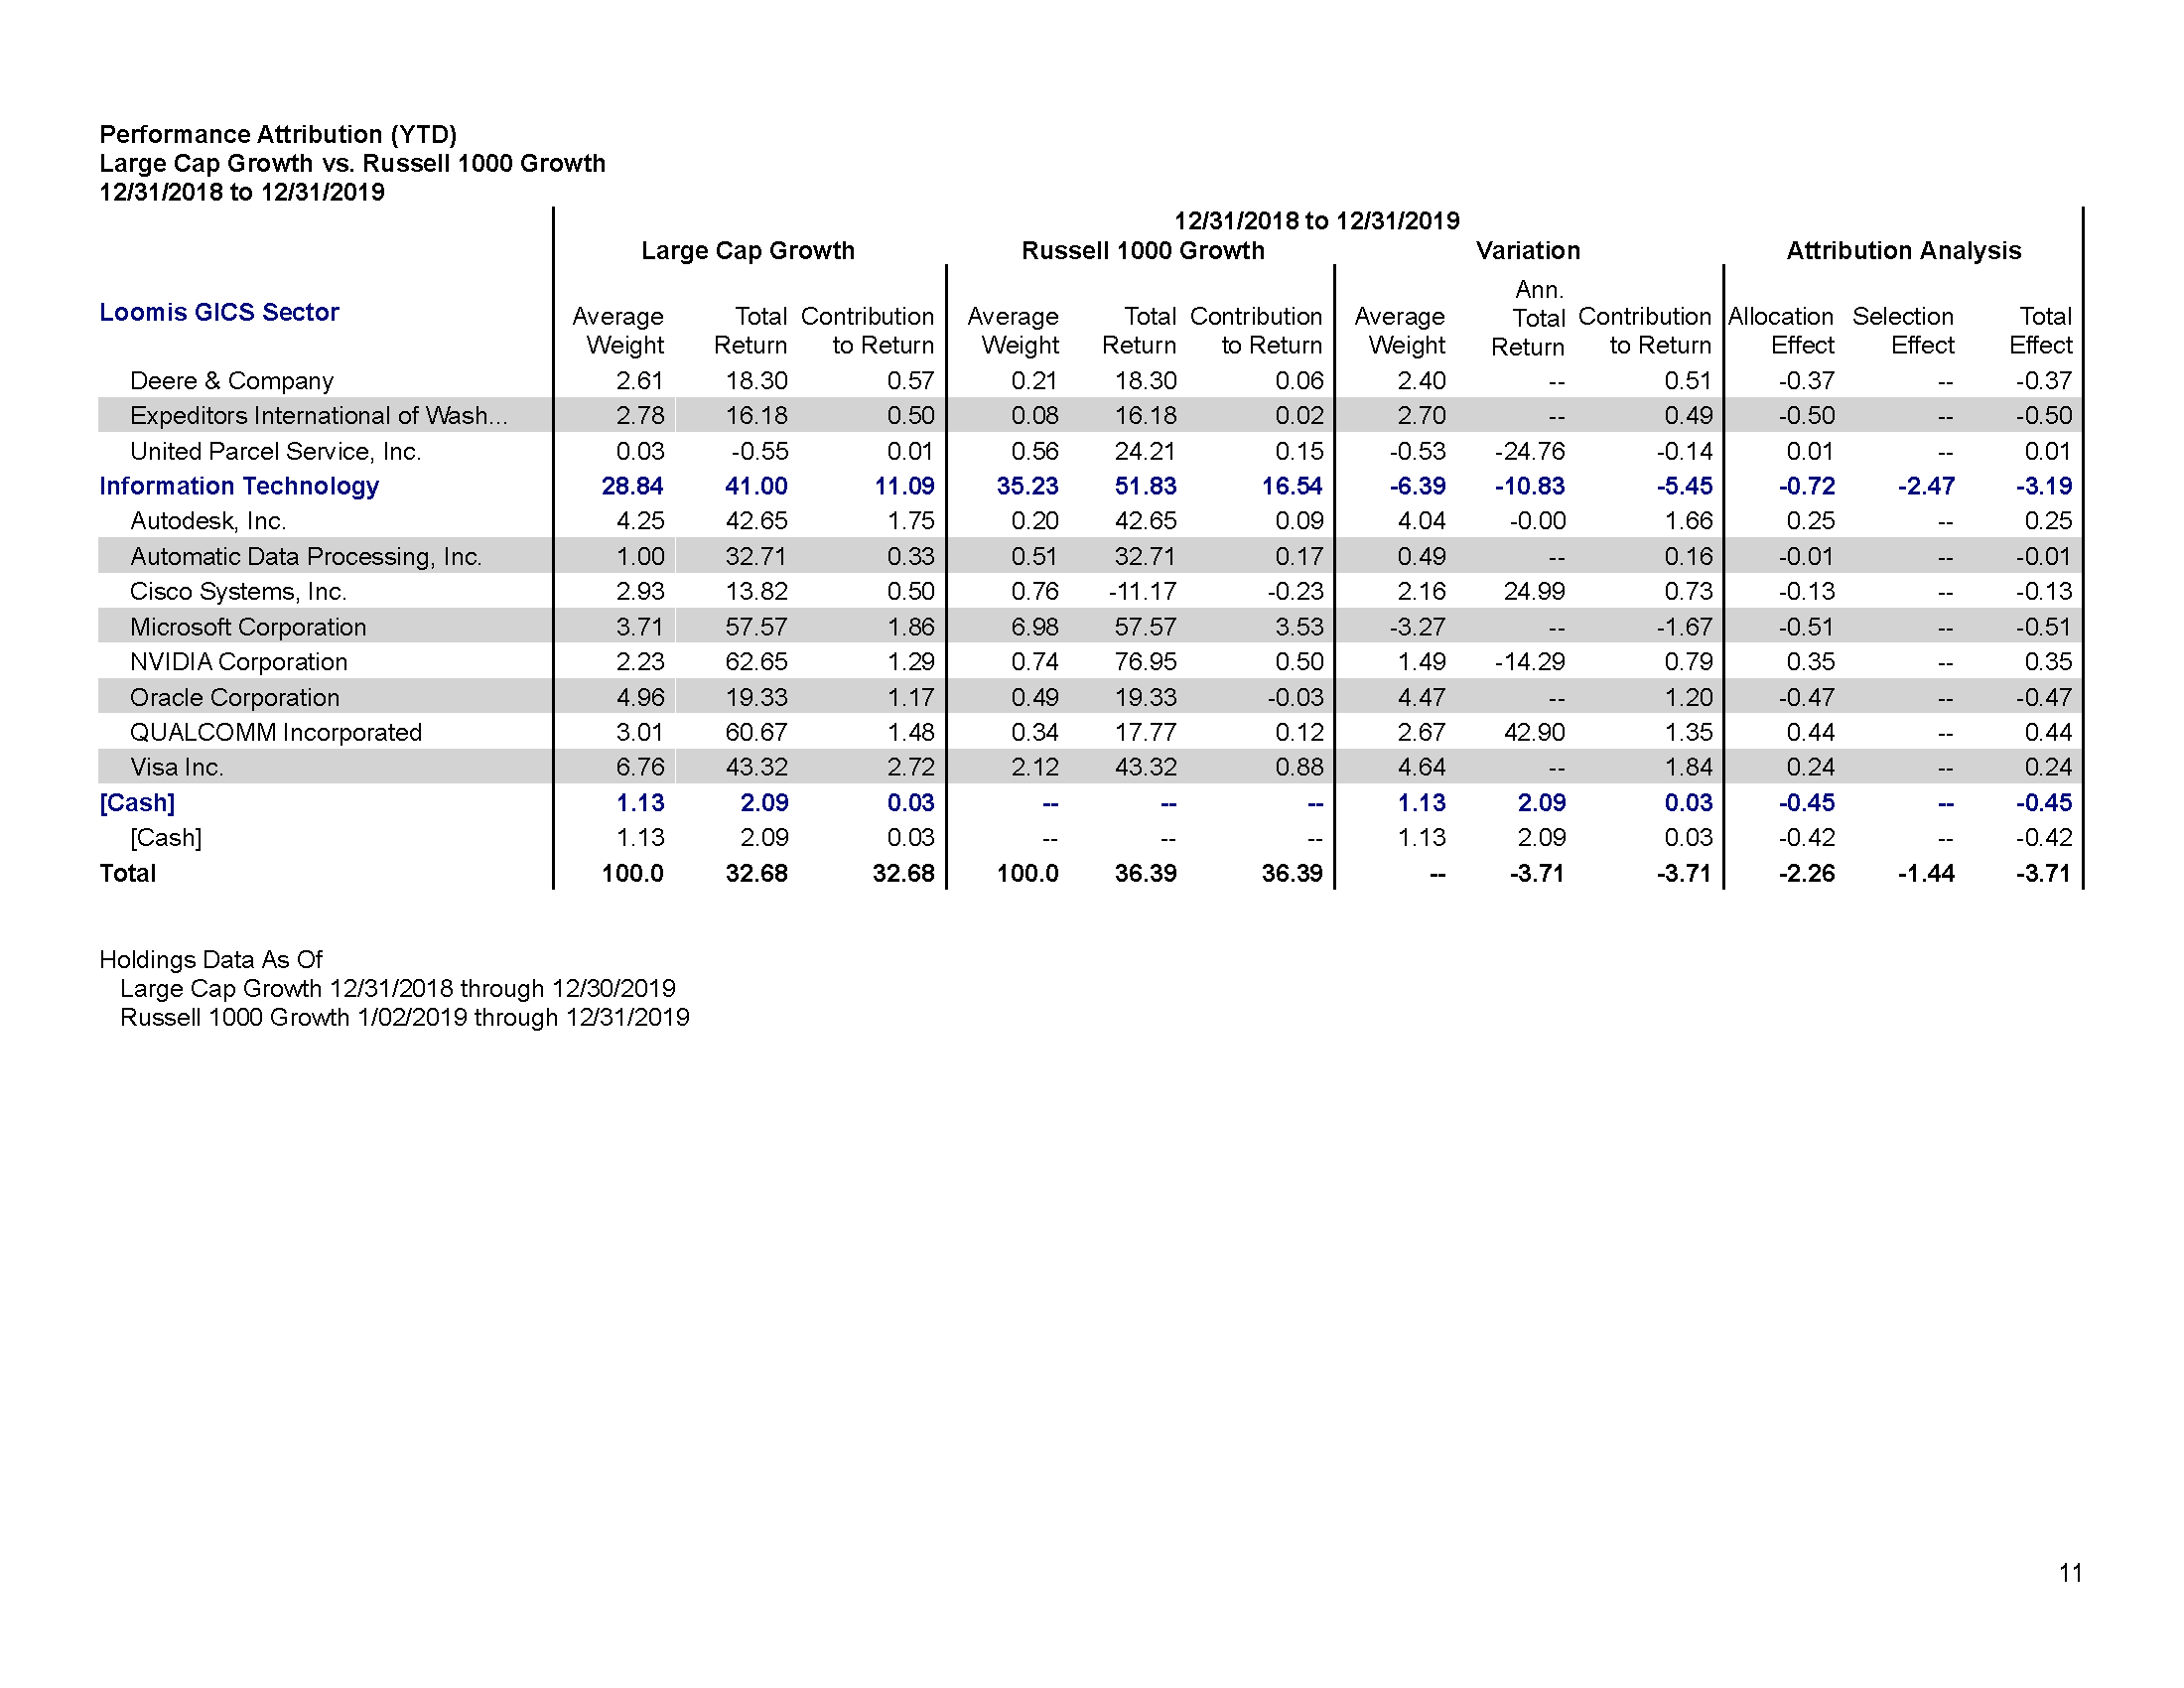 Performance Attribution (YTD)
Large Cap Growth vs. Russell 1000 Growth
12/31/2018 to 12/31/2019
12/31/2018 to 12/31/2019
Large Cap Growth Russell 1000 Growth Variation Attribution Analysis
Loomis GICS Sector Average Weight Total Return Contribution to Return Average Weight Total Return Contribution to Return Average Weight Ann. Total Return Contribution to Return Allocation Effect Selection Effect Total Effect
Deere & Company 2.61 18.30 0.57 0.21 18.30 0.06 2.40 -- 0.51 -0.37 -- -0.37
Expeditors International of Wash... 2.78 16.18 0.50 0.08 16.18 0.02 2.70 -- 0.49 -0.50 -- -0.50
United Parcel Service, Inc. 0.03 -0.55 0.01 0.56 24.21 0.15 -0.53 -24.76 -0.14 0.01 -- 0.01
Information Technology 28.84 41.00 11.09 35.23 51.83 16.54 -6.39 -10.83 -5.45 -0.72 -2.47 -3.19
Autodesk, Inc. 4.25 42.65 1.75 0.20 42.65 0.09 4.04 -0.00 1.66 0.25 -- 0.25
Automatic Data Processing, Inc. 1.00 32.71 0.33 0.51 32.71 0.17 0.49 -- 0.16 -0.01 -- -0.01
Cisco Systems, Inc. 2.93 13.82 0.50 0.76 -11.17 -0.23 2.16 24.99 0.73 -0.13 -- -0.13
Microsoft Corporation 3.71 57.57 1.86 6.98 57.57 3.53 -3.27 -- -1.67 -0.51 -- -0.51
NVIDIA Corporation 2.23 62.65 1.29 0.74 76.95 0.50 1.49 -14.29 0.79 0.35 -- 0.35
Oracle Corporation 4.96 19.33 1.17 0.49 19.33 -0.03 4.47 -- 1.20 -0.47 -- -0.47
QUALCOMM Incorporated 3.01 60.67 1.48 0.34 17.77 0.12 2.67 42.90 1.35 0.44 -- 0.44
Visa Inc. 6.76 43.32 2.72 2.12 43.32 0.88 4.64 -- 1.84 0.24 -- 0.24
[Cash] 1.13 2.09 0.03 -- -- -- 1.13 2.09 0.03 -0.45 -- -0.45
[Cash] 1.13 2.09 0.03 -- -- -- 1.13 2.09 0.03 -0.42 -- -0.42
Total 100.0 32.68 32.68 100.0 36.39 36.39 -- -3.71 -3.71 -2.26 -1.44 -3.71
Holdings Data As Of
Large Cap Growth 12/31/2018 through 12/30/2019
Russell 1000 Growth 1/02/2019 through 12/31/2019
11